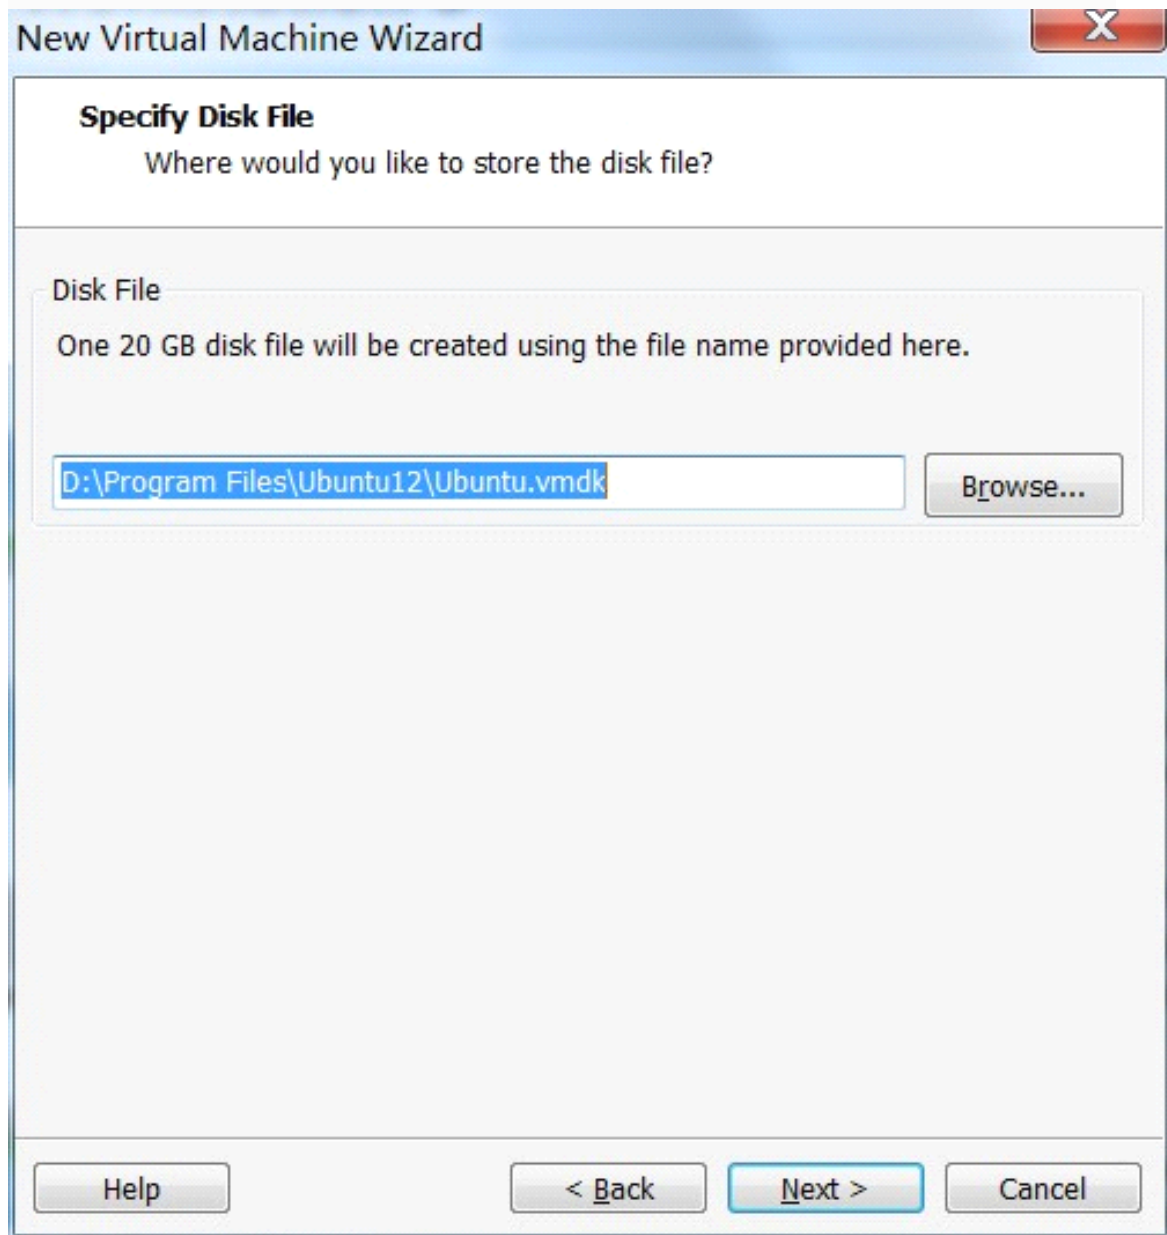 New Virtual Machine Wizard
X
Specify Disk File
Where would you like to store the disk file?
Disk File
One 20 GB disk file will be created using the file name provided here.
D:\Program Files\Ubuntu12\Ubuntu.vmdk
Browse...
Help
< Back
Next >
Cancel